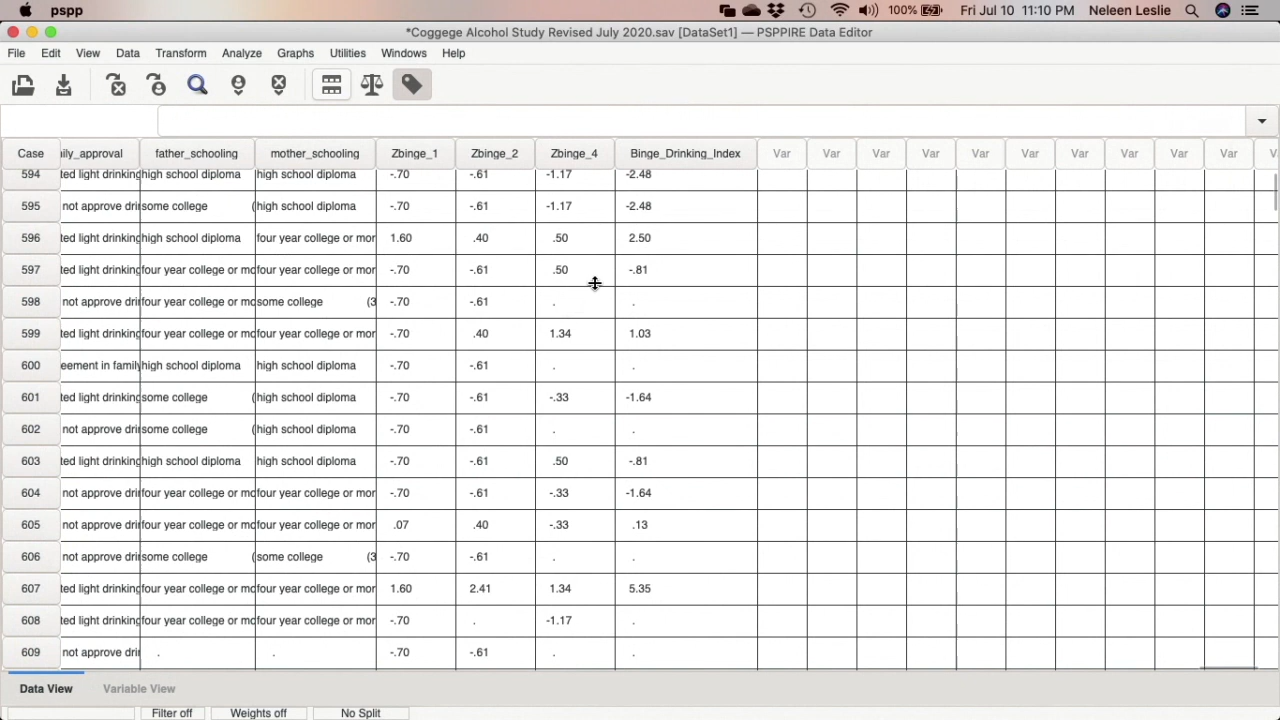 pspp 100% Fri Jul 10 11:10 PM Neleen Leslie
*Coggege Alcohol Study Revised July 2020.sav [DataSet1] — PSPPIRE Data Editor
File Edit View Data Transform Analyze Graphs Utilities Windows Help
Case ily_approval father_schooling mother_schooling Zbinge_1 Zbinge_2 Zbinge_4 Binge_Drinking_Index Var Var Var Var Var Var Var Var Var Var V
594 ted light drinking high school diploma high school diploma -.70 -.61 -1.17 -2.48
595 not approve drin some college ( high school diploma -.70 -.61 -1.17 -2.48
596 ted light drinking high school diploma four year college or mor 1.60 .40 .50 2.50
597 ted light drinking four year college or mo four year college or mor -.70 -.61 .50 -.81
598 not approve drin four year college or mo some college (3 -.70 -.61 . .
599 ted light drinking four year college or mo four year college or mor -.70 .40 1.34 1.03
600 eement in family high school diploma high school diploma -.70 -.61 . .
601 ted light drinking some college ( high school diploma -.70 -.61 -.33 -1.64
602 not approve drin some college ( high school diploma -.70 -.61 . .
603 ted light drinking high school diploma high school diploma -.70 -.61 .50 -.81
604 not approve drin four year college or mo four year college or mor -.70 -.61 -.33 -1.64
605 not approve drin four year college or mo four year college or mor .07 .40 -.33 .13
606 not approve drin some college ( some college (3 -.70 -.61 . .
607 ted light drinking four year college or mo four year college or mor 1.60 2.41 1.34 5.35
608 ted light drinking four year college or mo four year college or mor -.70 . -1.17 .
609 not approve drin . . -.70 -.61 . .
Data View Variable View
Filter off Weights off No Split